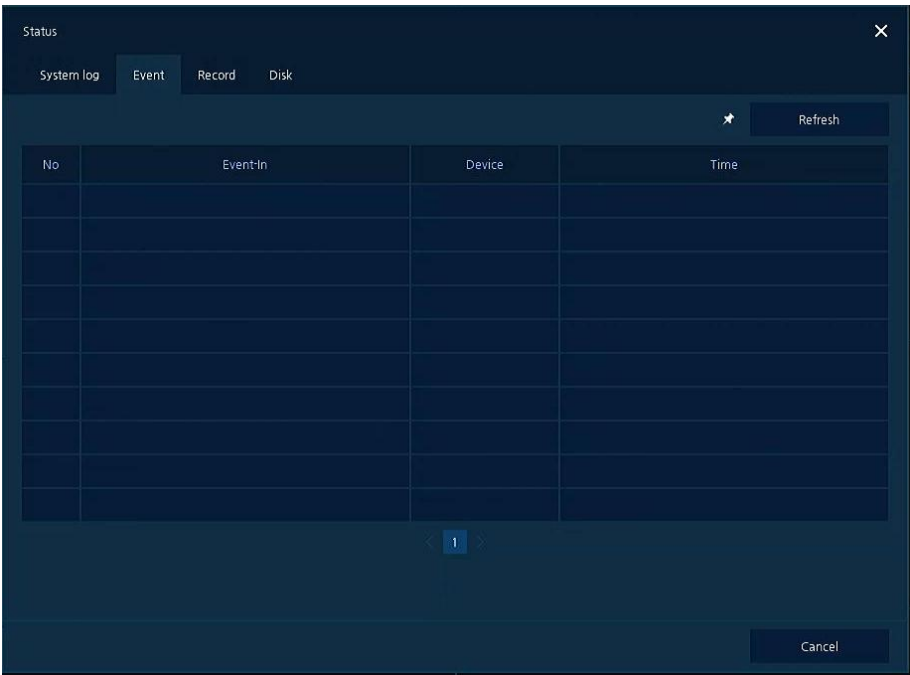 Status
System log Event Record Disk
Refresh
No Event-In Device Time
1
Cancel